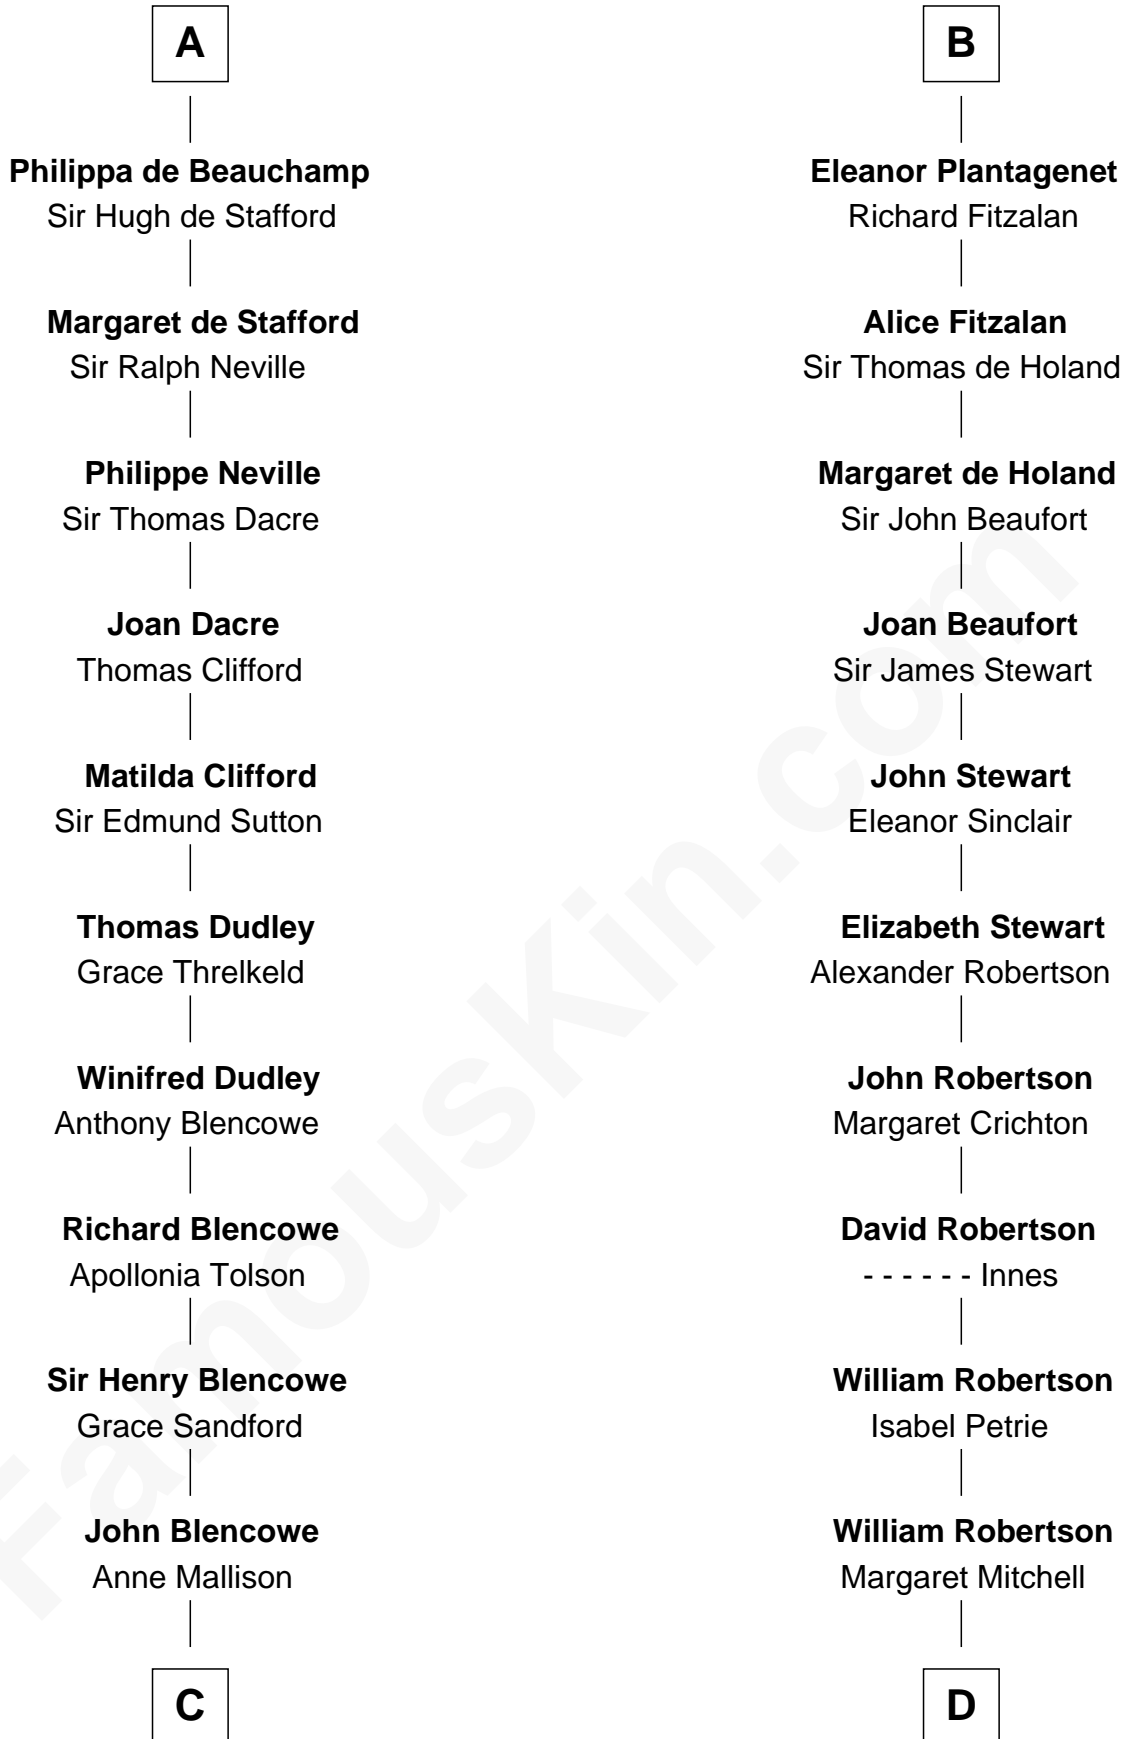 A
Philippa de Beauchamp
Sir Hugh de Stafford
Margaret de Stafford
Sir Ralph Neville
Philippe Neville
Sir Thomas Dacre
Joan Dacre
Thomas Clifford
Matilda Clifford
Sir Edmund Sutton
Thomas Dudley
Grace Threlkeld
Winifred Dudley
Anthony Blencowe
Richard Blencowe
Apollonia Tolson
Sir Henry Blencowe
Grace Sandford
John Blencowe
Anne Mallison
C
B
Eleanor Plantagenet
Richard Fitzalan
Alice Fitzalan
Sir Thomas de Holand
Margaret de Holand
Sir John Beaufort
Joan Beaufort
Sir James Stewart
John Stewart
Eleanor Sinclair
Elizabeth Stewart
Alexander Robertson
John Robertson
Margaret Crichton
David Robertson
- - - - - - Innes
William Robertson
Isabel Petrie
William Robertson
Margaret Mitchell
D
FamousKin.com